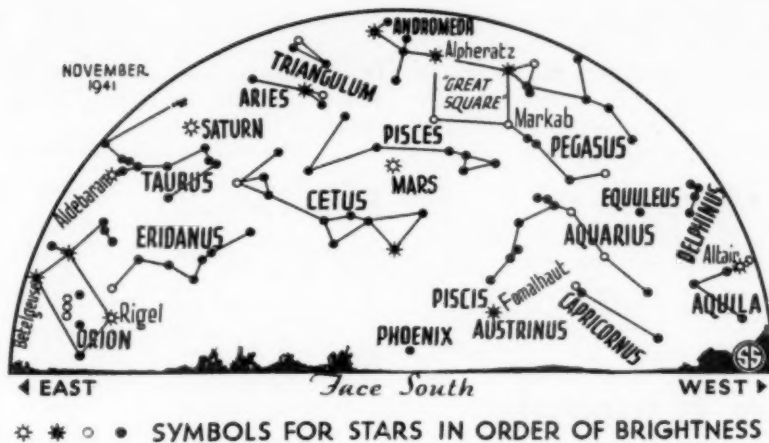 NOVEMBER
1941
ANDROMEDA
Alpheratz
TRIANGULUM
ARIES
"GREAT
SQUARE"
Markab
SATURN
PISCES
PEGASUS
MARS
Aldebaran
TAURUS
CETUS
EQUULEUS
DELPHINUS
ERIDANUS
AQUARIUS
Altair
Betelgeuse
Rigel
ORION
PISCIS
Fomalhaut
AUSTRINUS
CAPRICORNUS
AQUILA
PHOENIX
SS
EAST
Face South
WEST
SYMBOLS FOR STARS IN ORDER OF BRIGHTNESS